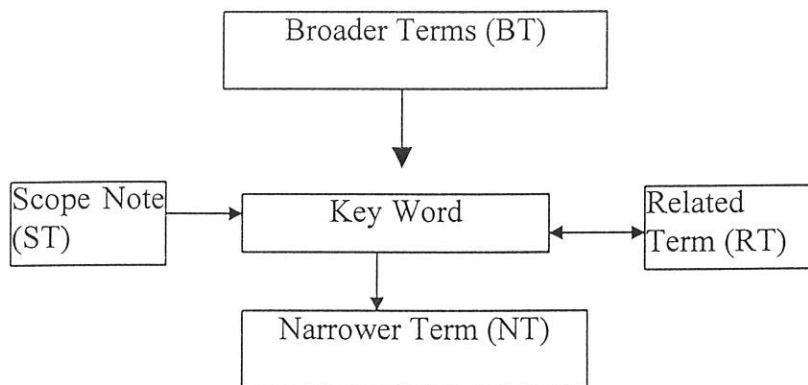 Broader Terms (BT)
Scope Note
(ST)
Key Word
Related
Term (RT)
Narrower Term (NT)